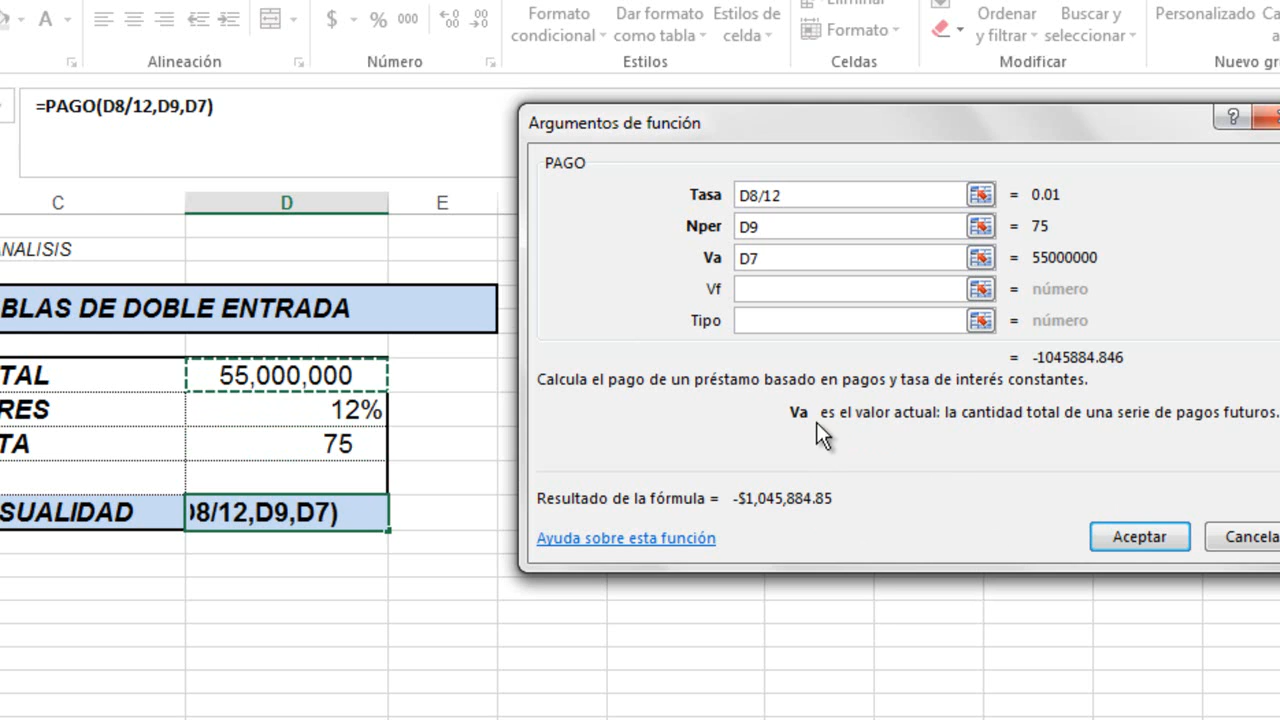 A
$ % 000
Formato
condicional
Dar formato
como tabla
Estilos de
celda
Eliminar
Formato
Ordenar
y filtrar
Buscar y
seleccionar
Personalizado
Alineación
Número
Estilos
Celdas
Modificar
Nuevo gr
=PAGO(D8/12,D9,D7)
C D E
NALISIS
BLAS DE DOBLE ENTRADA
TAL 55,000,000
RES 12%
TA 75
SUALIDAD D8/12,D9,D7)
Argumentos de función
?
PAGO
Tasa D8/12 = 0.01
Nper D9 = 75
Va D7 = 55000000
Vf = número
Tipo = número
= -1045884.846
Calcula el pago de un préstamo basado en pagos y tasa de interés constantes.
Va es el valor actual: la cantidad total de una serie de pagos futuros.
Resultado de la fórmula = -$1,045,884.85
Ayuda sobre esta función
Aceptar
Cancela